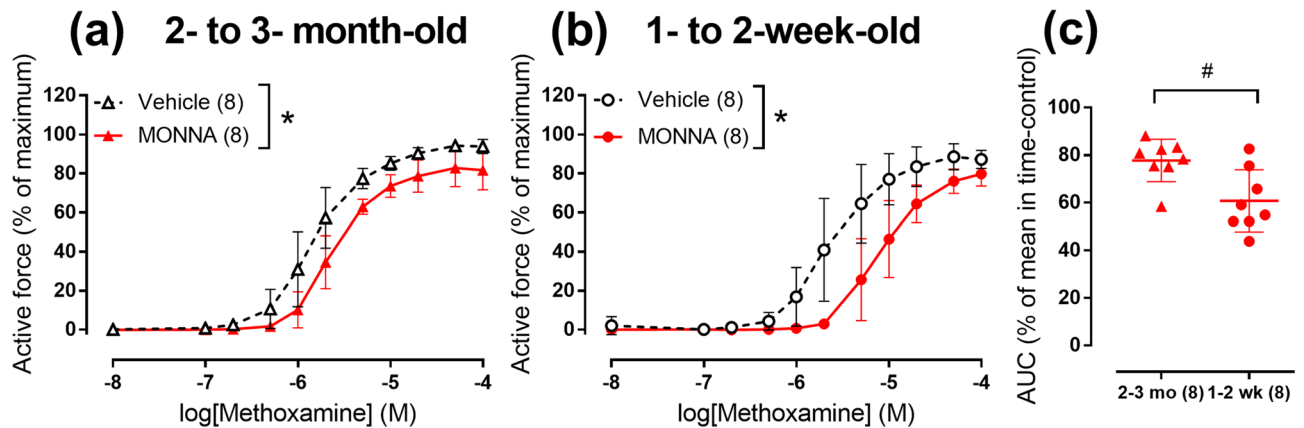 (a) 2- to 3- month-old
Active force (% of maximum)
120
100
80
60
40
20
0
Vehicle (8)
MONNA (8)
*
-8 -7 -6 -5 -4
log[Methoxamine] (M)
(b) 1- to 2-week-old
Active force (% of maximum)
120
100
80
60
40
20
0
Vehicle (8)
MONNA (8)
*
-8 -7 -6 -5 -4
log[Methoxamine] (M)
(c)
AUC (% of mean in time-control)
100
80
60
40
20
0
#
2-3 mo (8) 1-2 wk (8)